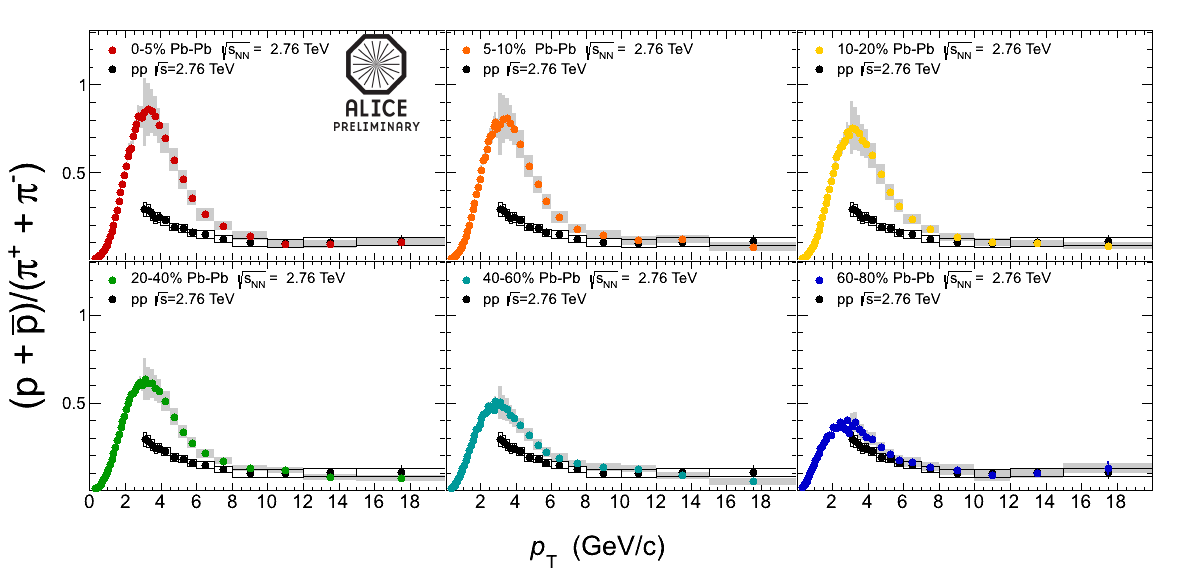 0-5% Pb-Pb √sNN = 2.76 TeV
pp √s=2.76 TeV
ALICE
PRELIMINARY
5-10% Pb-Pb √sNN = 2.76 TeV
pp √s=2.76 TeV
10-20% Pb-Pb √sNN = 2.76 TeV
pp √s=2.76 TeV
1
0.5
20-40% Pb-Pb √sNN = 2.76 TeV
pp √s=2.76 TeV
40-60% Pb-Pb √sNN = 2.76 TeV
pp √s=2.76 TeV
60-80% Pb-Pb √sNN = 2.76 TeV
pp √s=2.76 TeV
1
0.5
0 2 4 6 8 10 12 14 16 18
2 4 6 8 10 12 14 16 18
2 4 6 8 10 12 14 16 18
(p + p̅)/(π⁺ + π⁻)
pT (GeV/c)